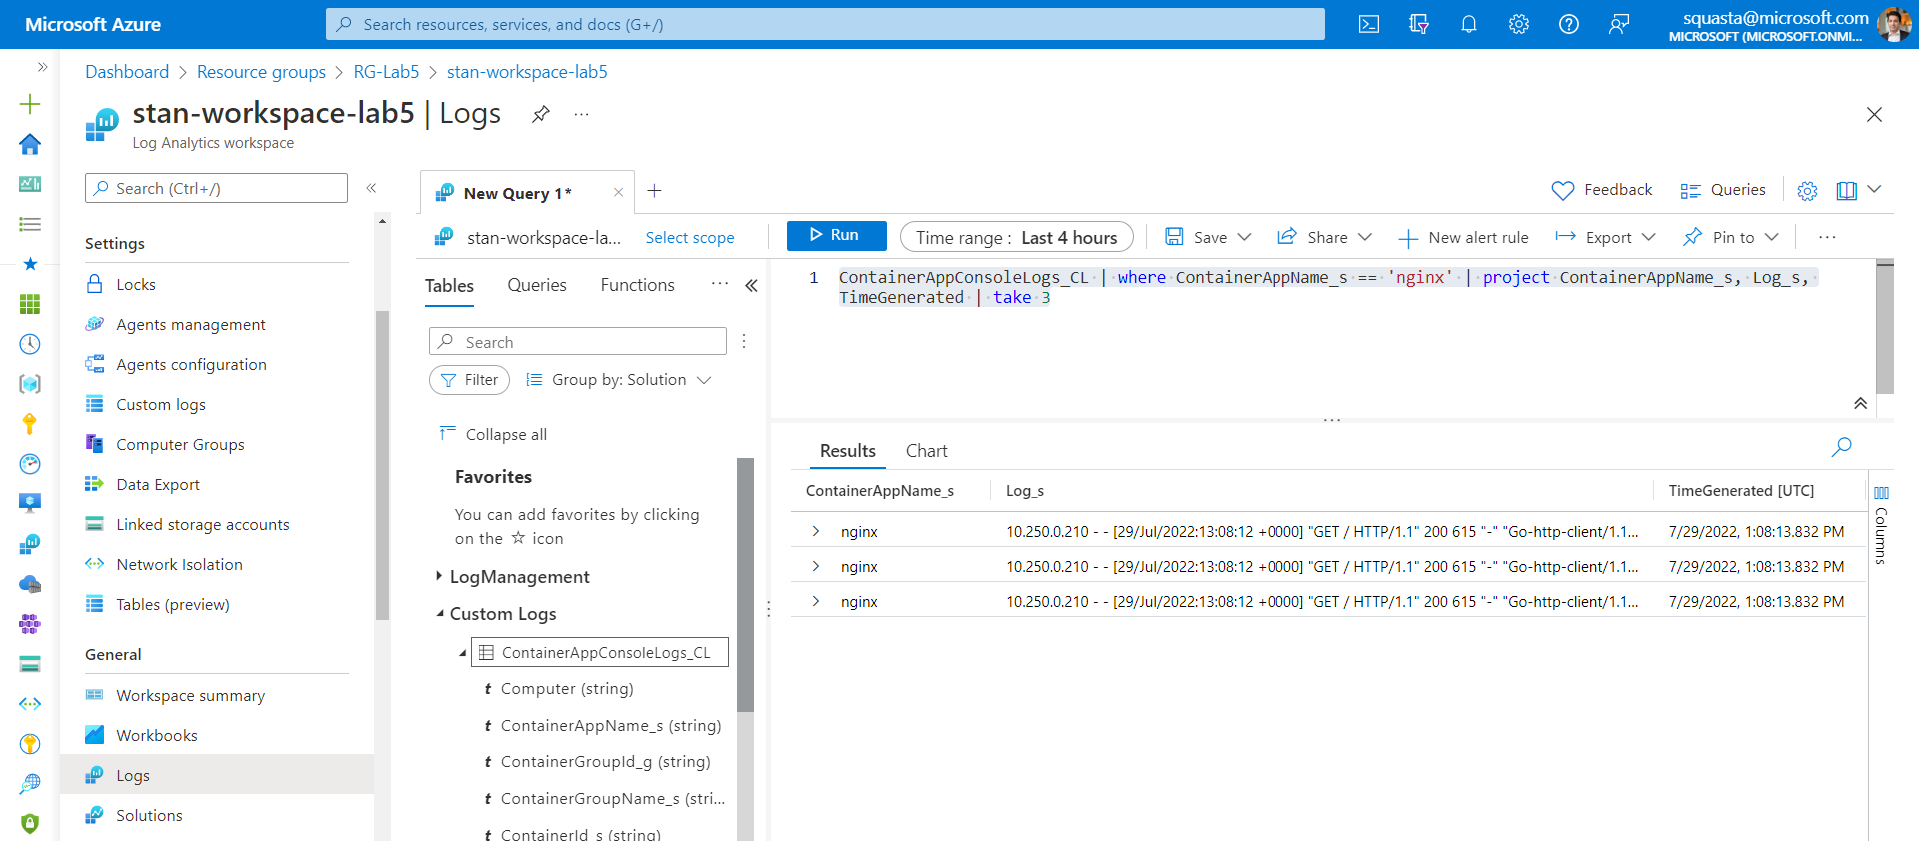 Microsoft Azure
Search resources, services, and docs (G+/)
squasta@microsoft.com
MICROSOFT (MICROSOFT.ONMI...
Dashboard > Resource groups > RG-Lab5 > stan-workspace-lab5
stan-workspace-lab5 | Logs ...
Log Analytics workspace
Search (Ctrl+/)
Settings
Locks
Agents management
Agents configuration
Custom logs
Computer Groups
Data Export
Linked storage accounts
Network Isolation
Tables (preview)
General
Workspace summary
Workbooks
Logs
Solutions
New Query 1*
Feedback
Queries
stan-workspace-la...
Select scope
Run
Time range : Last 4 hours
Save
Share
New alert rule
Export
Pin to
...
Tables
Queries
Functions
...
Search
Filter
Group by: Solution
Collapse all
Favorites
You can add favorites by clicking
on the ☆ icon
LogManagement
Custom Logs
ContainerAppConsoleLogs_CL
t Computer (string)
t ContainerAppName_s (string)
t ContainerGroupId_g (string)
t ContainerGroupName_s (stri...
t ContainerId_s (string)
1 ContainerAppConsoleLogs_CL | where ContainerAppName_s == 'nginx' | project ContainerAppName_s, Log_s,
TimeGenerated | take 3
Results
Chart
ContainerAppName_s Log_s TimeGenerated [UTC]
nginx 10.250.0.210 - - [29/Jul/2022:13:08:12 +0000] "GET / HTTP/1.1" 200 615 "-" "Go-http-client/1.1... 7/29/2022, 1:08:13.832 PM
nginx 10.250.0.210 - - [29/Jul/2022:13:08:12 +0000] "GET / HTTP/1.1" 200 615 "-" "Go-http-client/1.1... 7/29/2022, 1:08:13.832 PM
nginx 10.250.0.210 - - [29/Jul/2022:13:08:12 +0000] "GET / HTTP/1.1" 200 615 "-" "Go-http-client/1.1... 7/29/2022, 1:08:13.832 PM
Columns